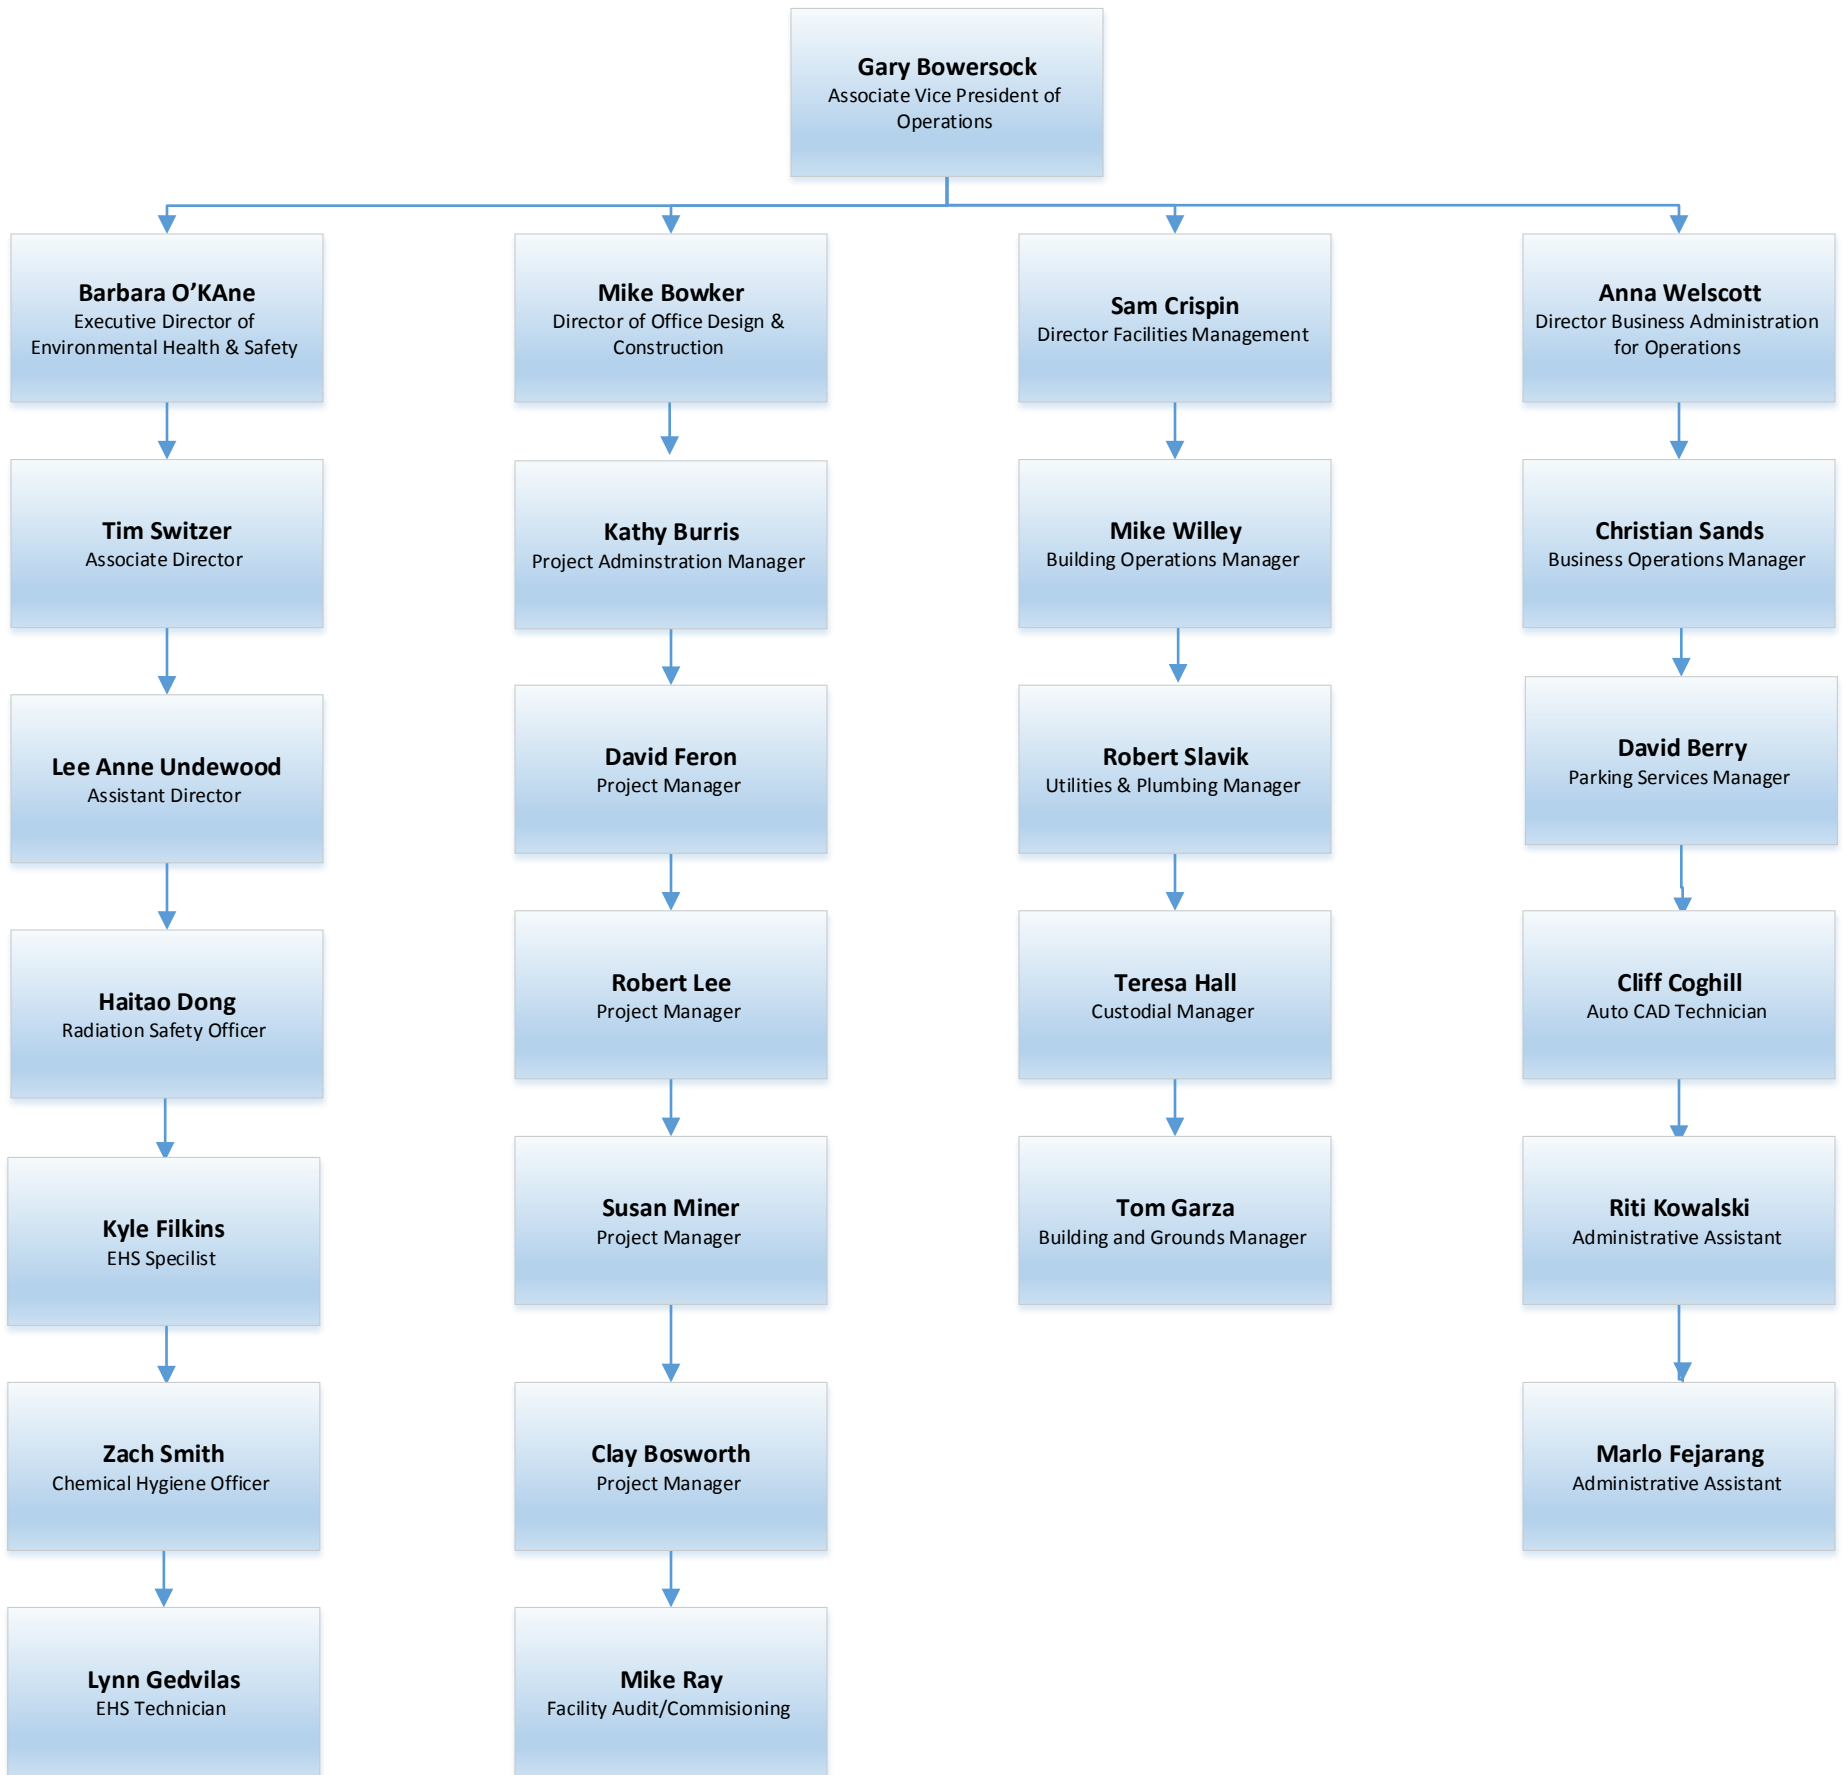 Gary Bowersock
Associate Vice President of
Operations
Barbara O’KAne
Executive Director of
Environmental Health & Safety
Mike Bowker
Director of Office Design &
Construction
Sam Crispin
Director Facilities Management
Anna Welscott
Director Business Administration
for Operations
Tim Switzer
Associate Director
Kathy Burris
Project Adminstration Manager
Mike Willey
Building Operations Manager
Christian Sands
Business Operations Manager
Lee Anne Undewood
Assistant Director
David Feron
Project Manager
Robert Slavik
Utilities & Plumbing Manager
David Berry
Parking Services Manager
Haitao Dong
Radiation Safety Officer
Robert Lee
Project Manager
Teresa Hall
Custodial Manager
Cliff Coghill
Auto CAD Technician
Kyle Filkins
EHS Specilist
Susan Miner
Project Manager
Tom Garza
Building and Grounds Manager
Riti Kowalski
Administrative Assistant
Zach Smith
Chemical Hygiene Officer
Clay Bosworth
Project Manager
Marlo Fejarang
Administrative Assistant
Lynn Gedvilas
EHS Technician
Mike Ray
Facility Audit/Commisioning